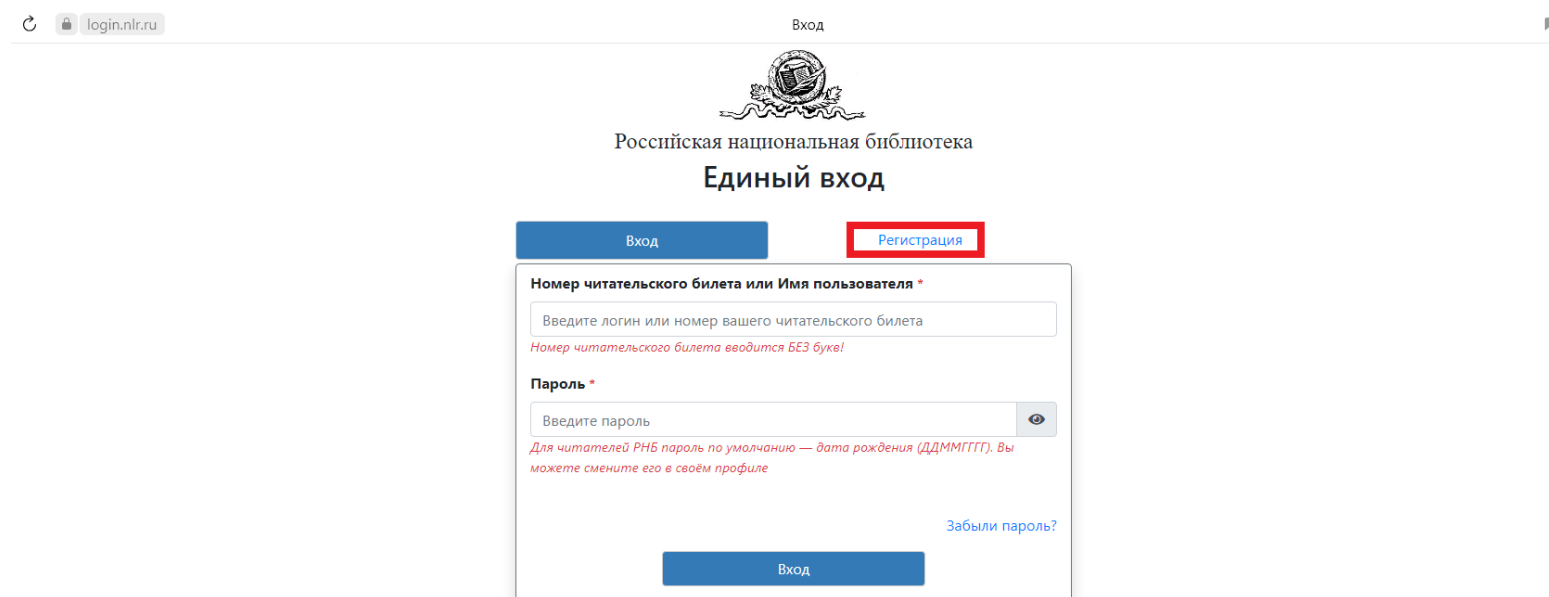 login.nlr.ru
Вход
Российская национальная библиотека
Единый вход
Вход
Регистрация
Номер читательского билета или Имя пользователя *
Введите логин или номер вашего читательского билета
Номер читательского билета вводится БЕЗ букв!
Пароль *
Введите пароль
Для читателей РНБ пароль по умолчанию — дата рождения (ДДММГГГГ). Вы
можете смените его в своём профиле
Забыли пароль?
Вход